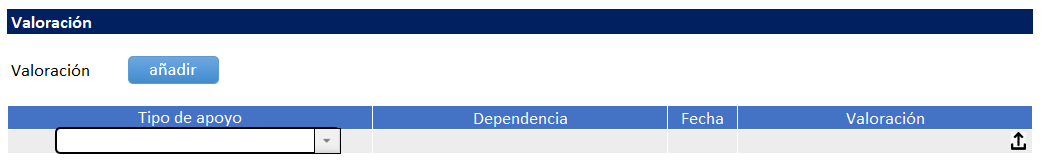 Valoración
Valoración añadir
Tipo de apoyo Dependencia Fecha Valoración